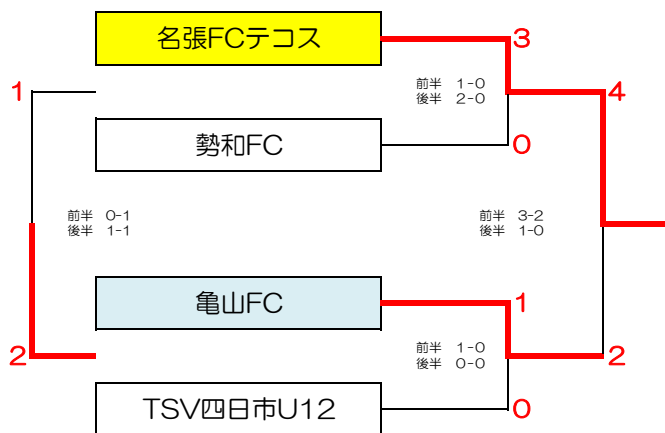 名張FCテコス
3
前半 1-0
後半 2-0
1
4
勢和FC
0
前半 0-1
後半 1-1
前半 3-2
後半 1-0
亀山FC
1
前半 1-0
後半 0-0
2
2
TSV四日市U12
0